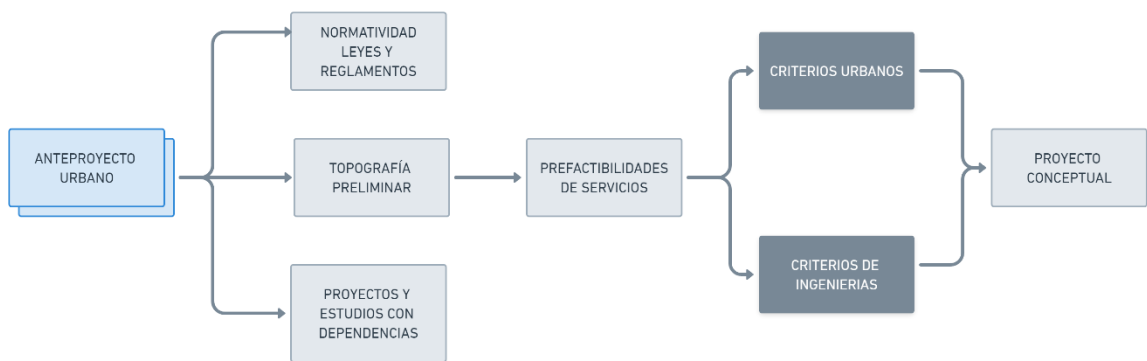 NORMATIVIDAD
LEYES Y
REGLAMENTOS
CRITERIOS URBANOS
ANTEPROYECTO
URBANO
TOPOGRAFÍA
PRELIMINAR
PREFACTIBILIDADES
DE SERVICIOS
PROYECTO
CONCEPTUAL
CRITERIOS DE
INGENIERIAS
PROYECTOS Y
ESTUDIOS CON
DEPENDENCIAS